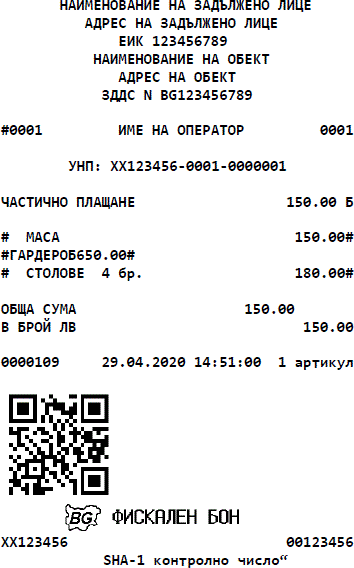 НАИМЕНОВАНИЕ НА ЗАДЪЛЖЕНО ЛИЦЕ
АДРЕС НА ЗАДЪЛЖЕНО ЛИЦЕ
ЕИК 123456789
НАИМЕНОВАНИЕ НА ОБЕКТ
АДРЕС НА ОБЕКТ
ЗДДС N BG123456789
#0001 ИМЕ НА ОПЕРАТОР 0001
УНП: XX123456-0001-0000001
ЧАСТИЧНО ПЛАЩАНЕ 150.00 Б
# МАСА 150.00#
#ГАРДЕРОБ650.00#
# СТОЛОВЕ 4 бр. 180.00#
ОБЩА СУМА 150.00
В БРОЙ ЛВ 150.00
0000109 29.04.2020 14:51:00 1 артикул
BG ФИСКАЛЕН БОН
XX123456 00123456
SHA-1 контролно число“